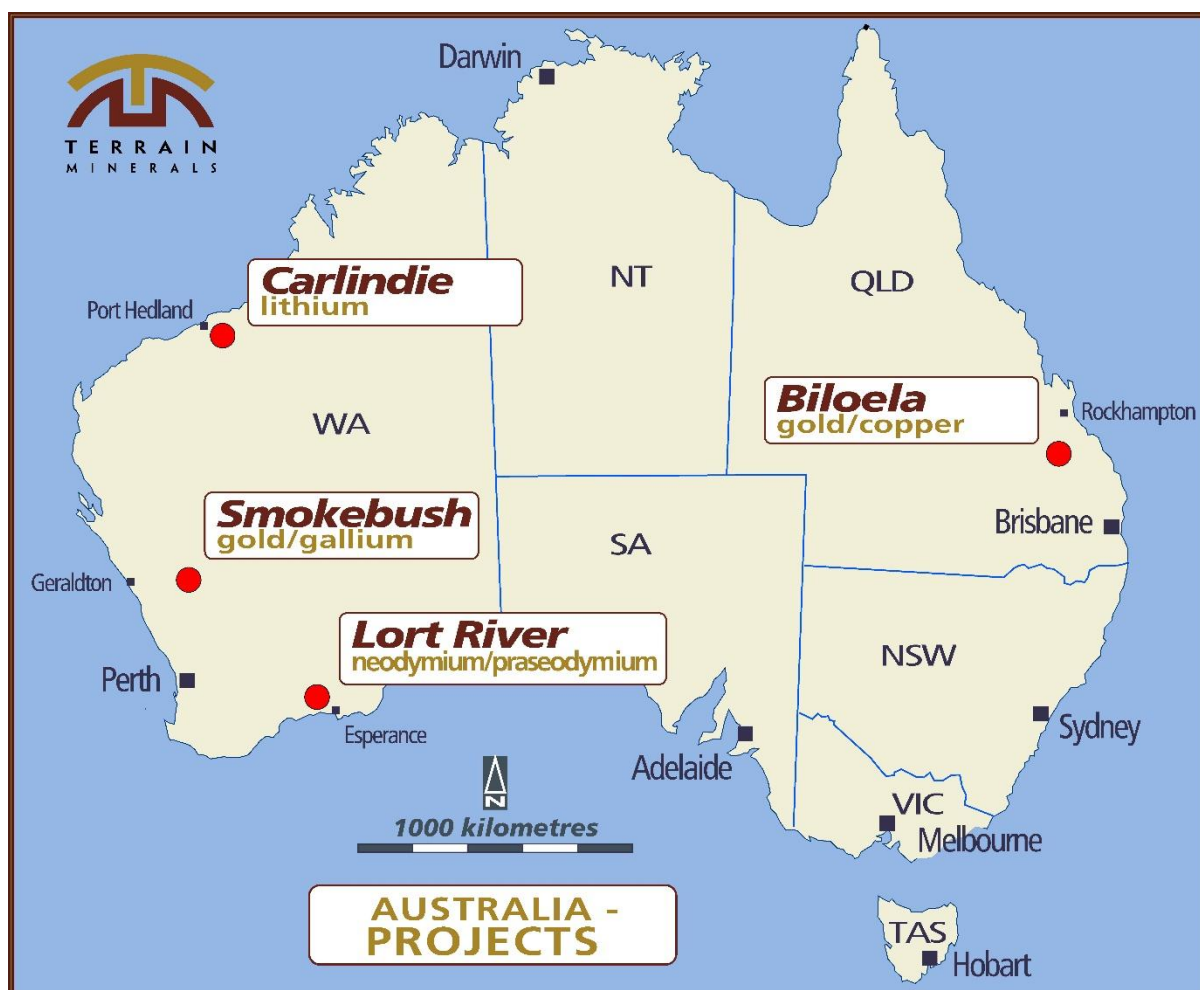 TERRAIN
MINERALS
Darwin
Carlindie
lithium
NT
QLD
Port Hedland
WA
Biloela
gold/copper
Rockhampton
Smokebush
gold/gallium
SA
Brisbane
Geraldton
Lort River
neodymium/praseodymium
NSW
Perth
Esperance
Sydney
Adelaide
N
1000 kilometres
VIC
Melbourne
AUSTRALIA -
PROJECTS
TAS
Hobart